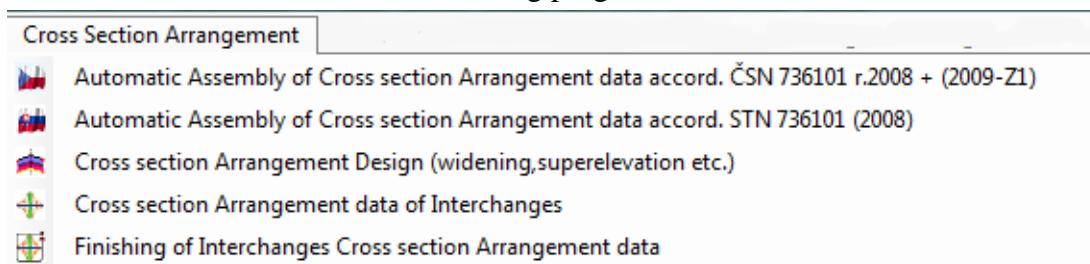 Cross Section Arrangement
Automatic Assembly of Cross section Arrangement data accord. ČSN 736101 r.2008 + (2009-Z1)
Automatic Assembly of Cross section Arrangement data accord. STN 736101 (2008)
Cross section Arrangement Design (widening,superelevation etc.)
Cross section Arrangement data of Interchanges
Finishing of Interchanges Cross section Arrangement data